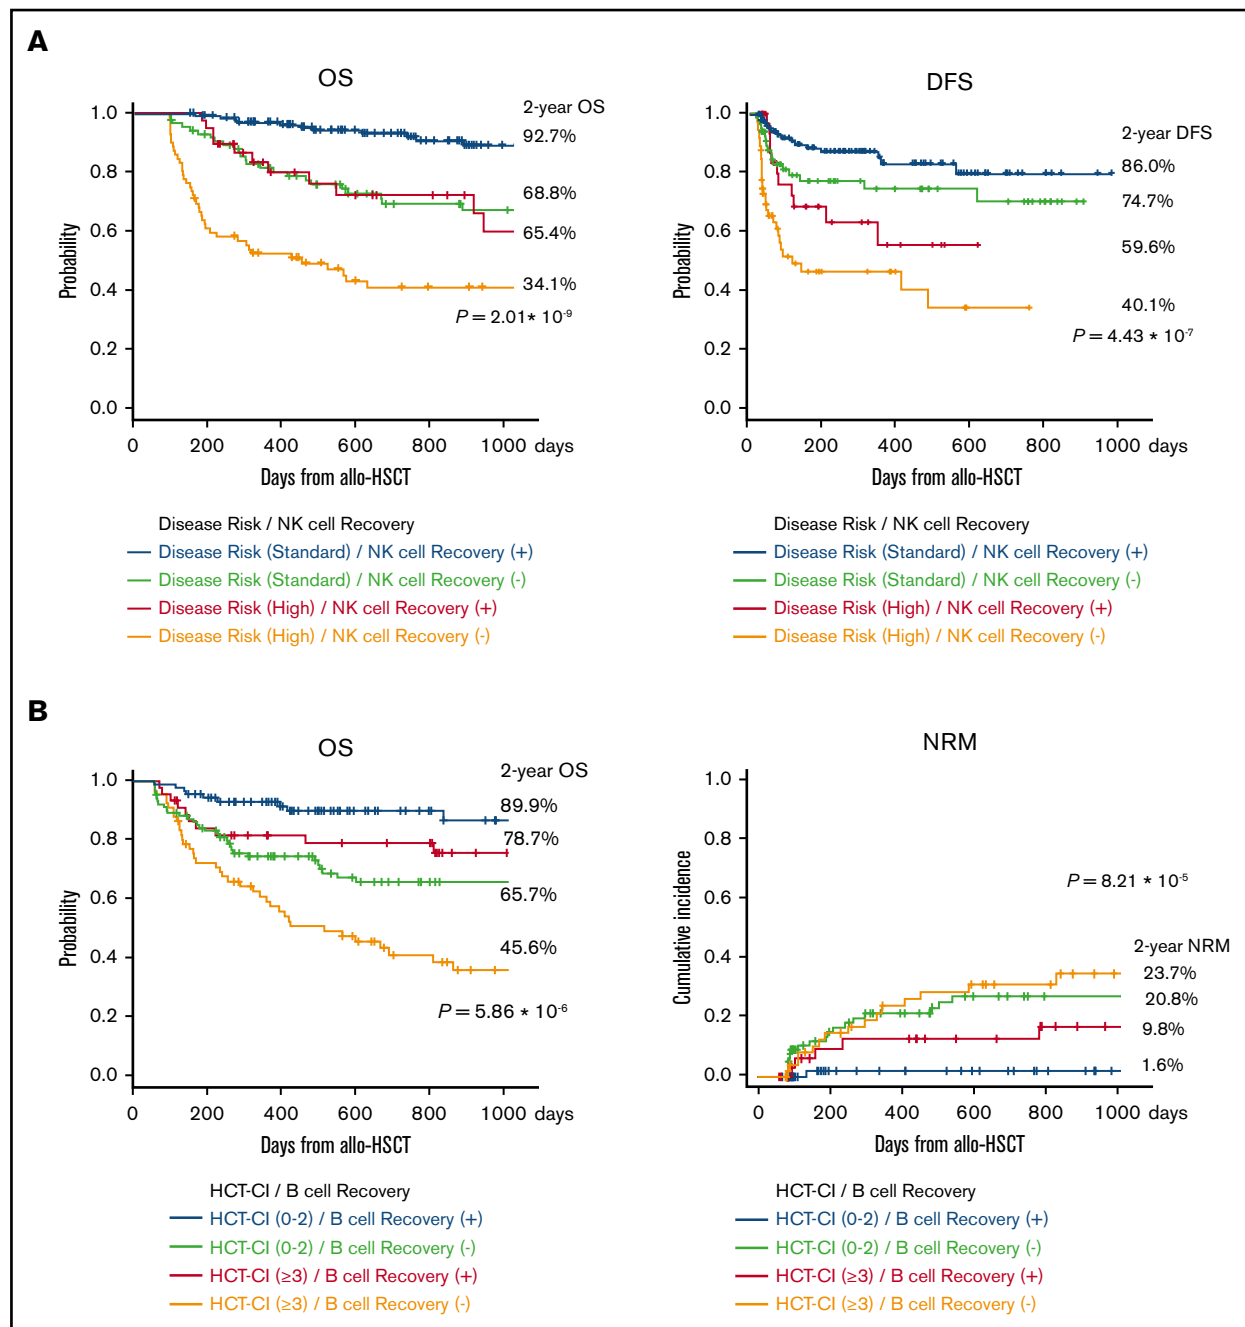 A
OS
1.0
0.8
0.6
0.4
0.2
0.0
Probability
0 200 400 600 800 1000 days
Days from allo-HSCT
2-year OS
92.7%
68.8%
65.4%
34.1%
P = 2.01* 10-9
Disease Risk / NK cell Recovery
Disease Risk (Standard) / NK cell Recovery (+)
Disease Risk (Standard) / NK cell Recovery (-)
Disease Risk (High) / NK cell Recovery (+)
Disease Risk (High) / NK cell Recovery (-)
DFS
1.0
0.8
0.6
0.4
0.2
0.0
Probability
0 200 400 600 800 1000 days
Days from allo-HSCT
2-year DFS
86.0%
74.7%
59.6%
40.1%
P = 4.43 * 10-7
Disease Risk / NK cell Recovery
Disease Risk (Standard) / NK cell Recovery (+)
Disease Risk (Standard) / NK cell Recovery (-)
Disease Risk (High) / NK cell Recovery (+)
Disease Risk (High) / NK cell Recovery (-)
B
OS
1.0
0.8
0.6
0.4
0.2
0.0
Probability
0 200 400 600 800 1000 days
Days from allo-HSCT
2-year OS
89.9%
78.7%
65.7%
45.6%
P = 5.86 * 10-6
HCT-CI / B cell Recovery
HCT-CI (0-2) / B cell Recovery (+)
HCT-CI (0-2) / B cell Recovery (-)
HCT-CI (≥3) / B cell Recovery (+)
HCT-CI (≥3) / B cell Recovery (-)
NRM
1.0
0.8
0.6
0.4
0.2
0.0
Cumulative incidence
0 200 400 600 800 1000 days
Days from allo-HSCT
P = 8.21 * 10-5
2-year NRM
23.7%
20.8%
9.8%
1.6%
HCT-CI / B cell Recovery
HCT-CI (0-2) / B cell Recovery (+)
HCT-CI (0-2) / B cell Recovery (-)
HCT-CI (≥3) / B cell Recovery (+)
HCT-CI (≥3) / B cell Recovery (-)